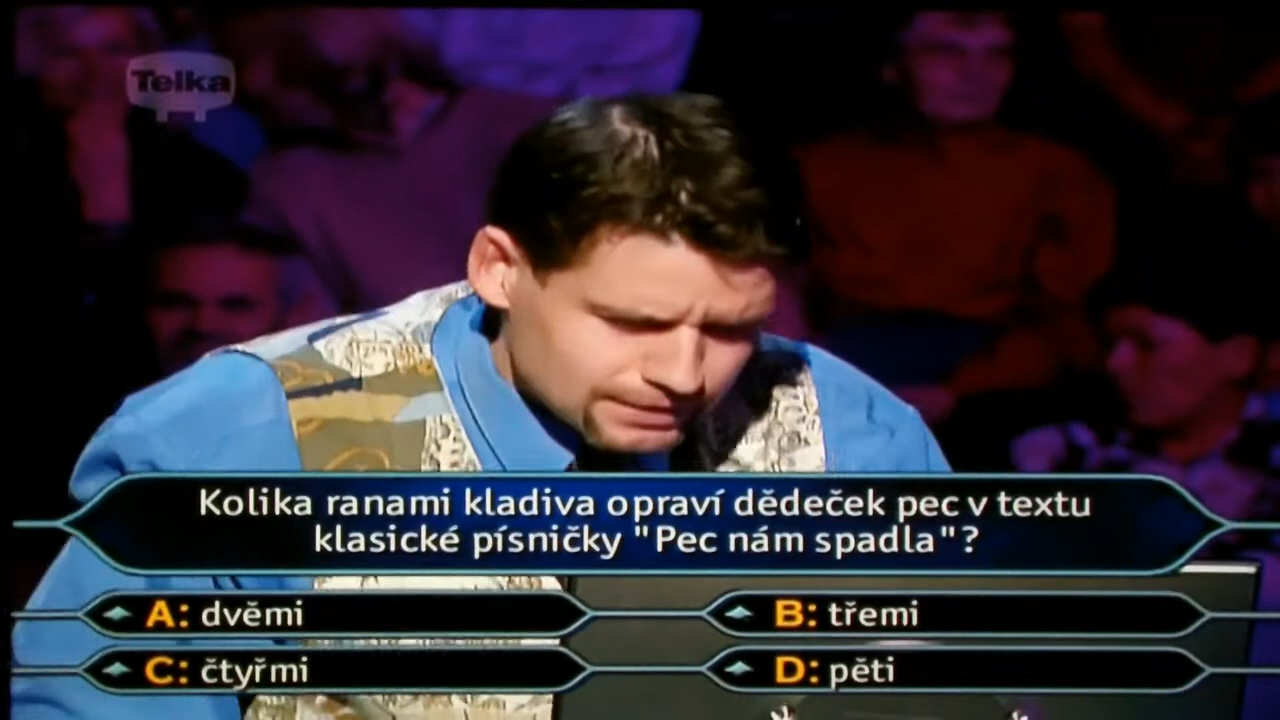 Telka
Kolika ranami kladiva opraví dědeček pec v textu
klasické písničky "Pec nám spadla"?
A: dvěmi
B: třemi
C: čtyřmi
D: pěti